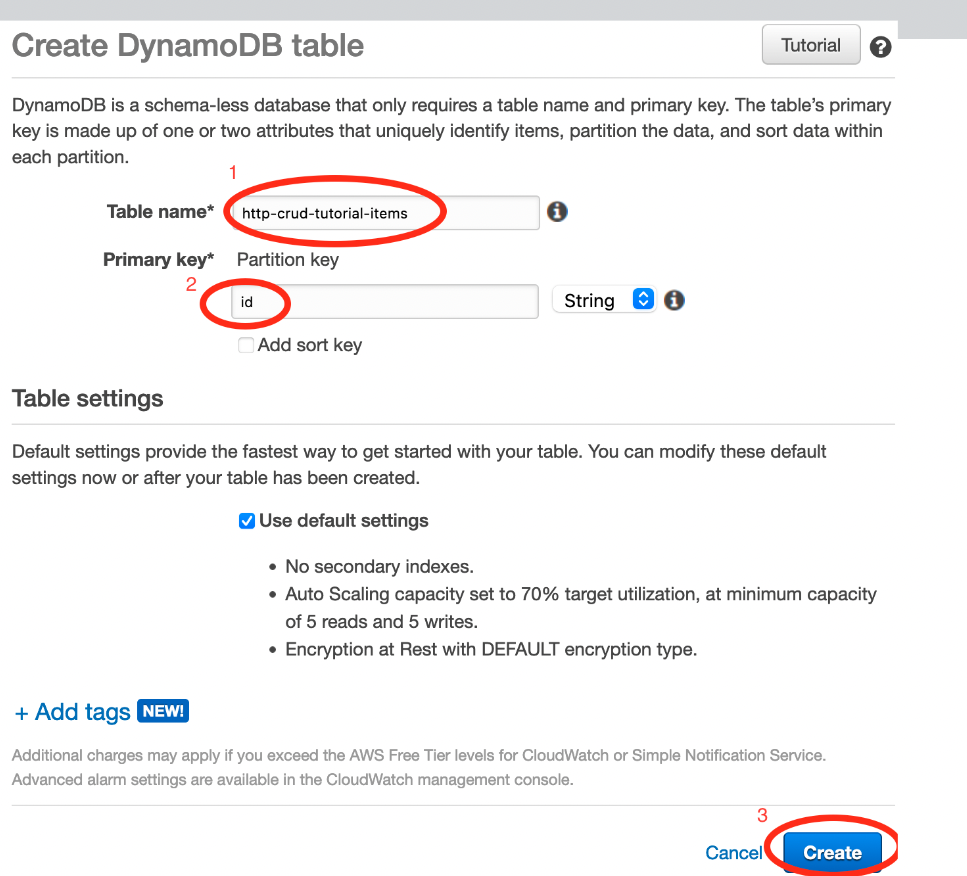 Create DynamoDB table
Tutorial
?
DynamoDB is a schema-less database that only requires a table name and primary key. The table's primary
key is made up of one or two attributes that uniquely identify items, partition the data, and sort data within
each partition.
1
Table name* http-crud-tutorial-items i
Primary key* Partition key
2
id String i
Add sort key
Table settings
Default settings provide the fastest way to get started with your table. You can modify these default
settings now or after your table has been created.
Use default settings
• No secondary indexes.
• Auto Scaling capacity set to 70% target utilization, at minimum capacity
of 5 reads and 5 writes.
• Encryption at Rest with DEFAULT encryption type.
+ Add tags NEW!
Additional charges may apply if you exceed the AWS Free Tier levels for CloudWatch or Simple Notification Service.
Advanced alarm settings are available in the CloudWatch management console.
3
Cancel Create